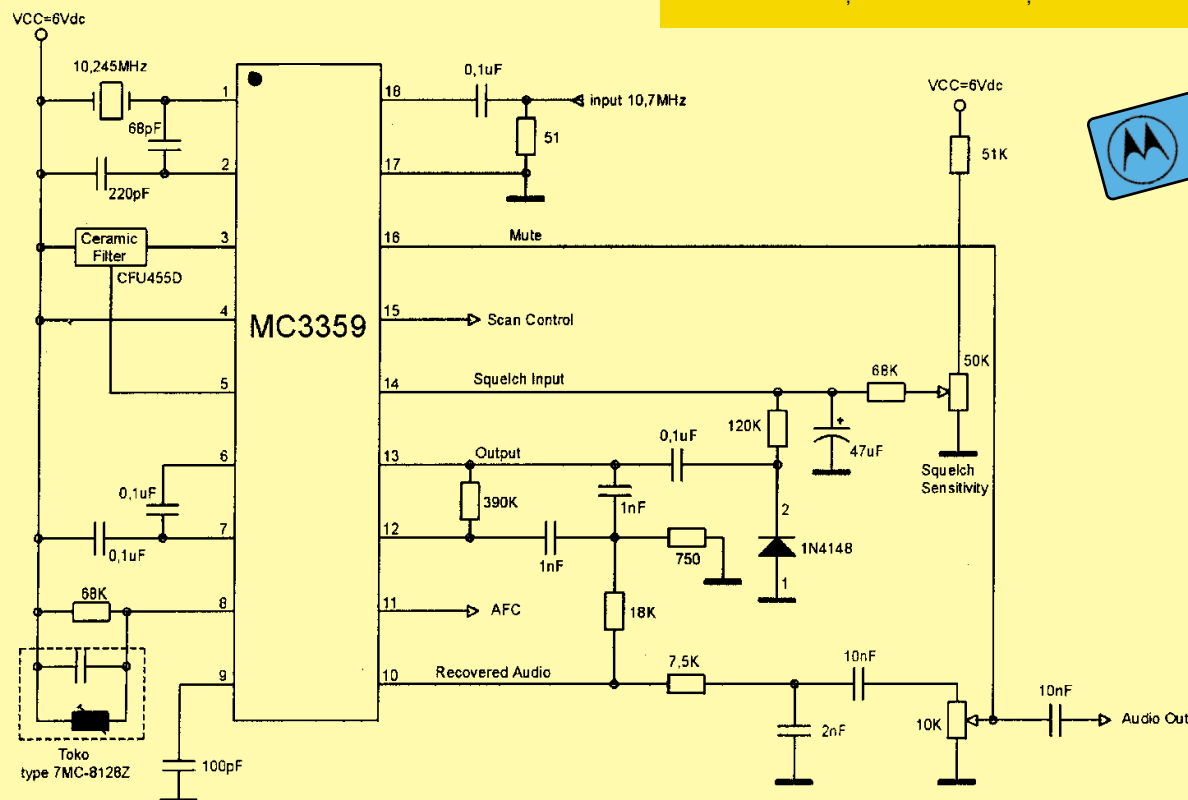 VCC=6Vdc
10,245MHz
68pF
220pF
Ceramic
Filter
CFU455D
0,1uF
0,1uF
68K
Toko
type 7MC-8128Z
100pF
1
2
3
4
5
6
7
8
9
MC3359
18
17
16
15
14
13
12
11
10
0,1uF
input 10,7MHz
51
Mute
Scan Control
Squelch Input
Output
390K
1nF
1nF
750
0,1uF
120K
47uF
+
68K
VCC=6Vdc
51K
50K
Squelch
Sensitivity
2
1N4148
1
AFC
18K
Recovered Audio
7,5K
2nF
10nF
10K
10nF
Audio Out